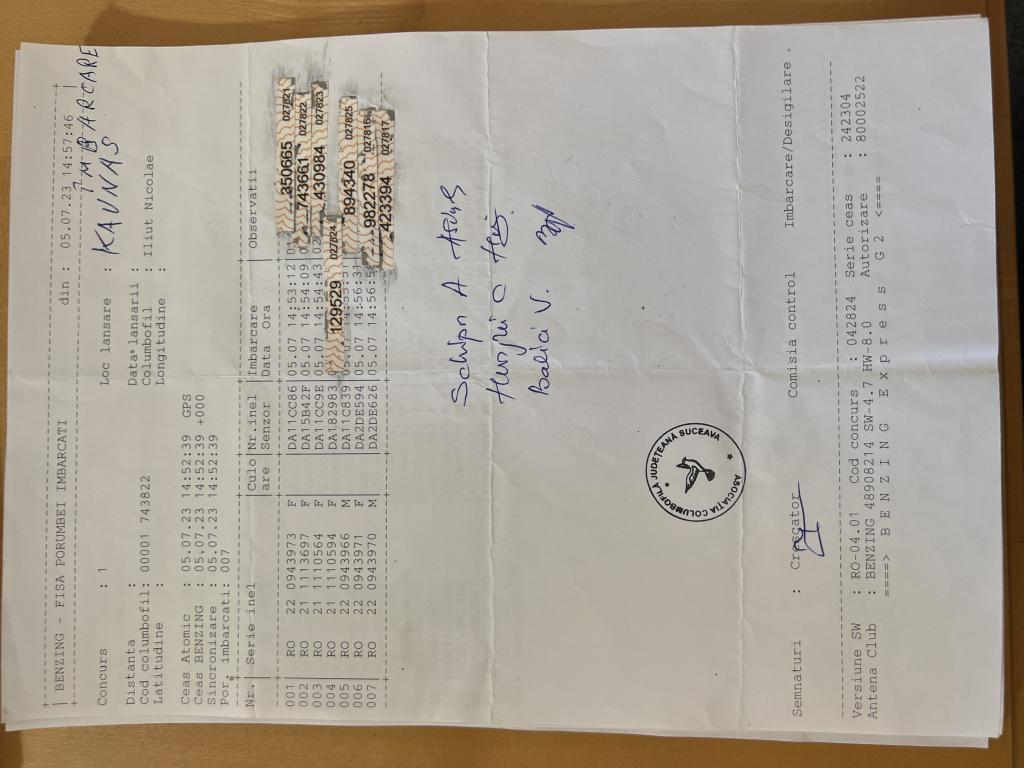 | BENZING - FISA PORUMBEI IMBARCATI din : 05.07.23 14:57:46 |
IMBARCARE
Concurs : 1 Loc lansare : KAUNAS
Distanta : Data lansarii :
Cod columbofil: 00001 743822 Columbofil : Iliut Nicolae
Latitudine : Longitudine :
Ceas Atomic : 05.07.23 14:52:39 GPS
Ceas BENZING : 05.07.23 14:52:39 +000
Sincronizare : 05.07.23 14:52:39
Por. imbarcati: 007
Nr.| Serie inel |Culo|Nr.inel |Imbarcare |Observatii
| are |Senzor |Data Ora |
001 | RO 22 0943973 F |DA11CC86|05.07 14:53:12 350665 027821
002 | RO 21 1113697 F |DA15B42F|05.07 14:54:09 743661 027822
003 | RO 21 1110564 F |DA11CC9E|05.07 14:54:43 430984 027823
004 | RO 21 1110594 F |DA182983 129529 027824
005 | RO 22 0943966 M |DA11C839 894340 027825
006 | RO 22 0943971 F |DA2DE594|05.07 14:56:31 982278 027816
007 | RO 22 0943970 M |DA2DE626|05.07 14:56:5 423394 027817
Schipn A
Balici V.
ASOCIATIA COLUMBOFILA JUDETEANĂ SUCEAVA
Semnaturi : Crescator Comisia control Imbarcare/Desigilare .
Versiune SW : RO-04.01 Cod concurs : 042824 Serie ceas : 242304
Antena Club : BENZING 48908214 SW-4.7 HW-8.0 Autorizare : 80002522
====> B E N Z I N G E x p r e s s G 2 <====